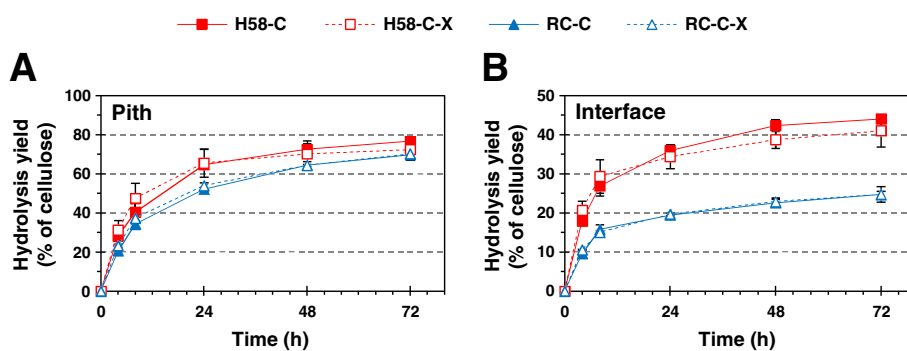 H58-C H58-C-X RC-C RC-C-X
A
Pith
Hydrolysis yield
(% of cellulose)
100
80
60
40
20
0
0 24 48 72
Time (h)
B
Interface
Hydrolysis yield
(% of cellulose)
50
40
30
20
10
0
0 24 48 72
Time (h)